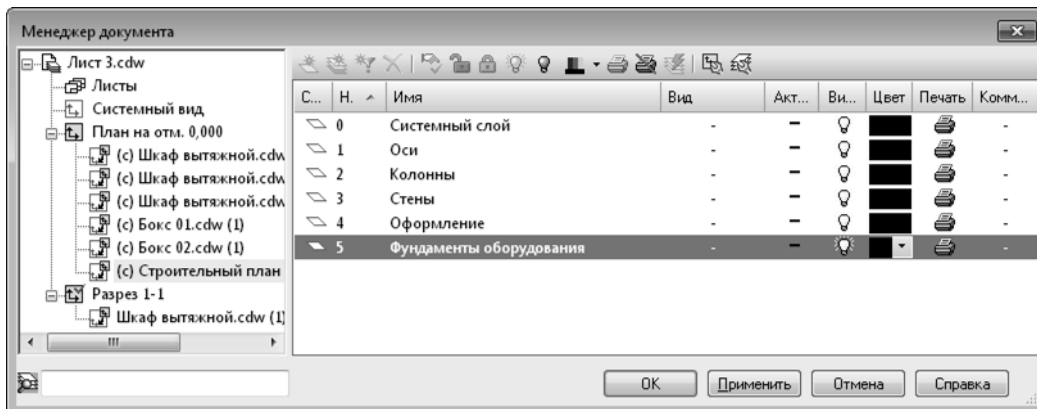 Менеджер документа
Лист 3.cdw
Листы
Системный вид
План на отм. 0,000
(с) Шкаф вытяжной.cdw
(с) Шкаф вытяжной.cdw
(с) Шкаф вытяжной.cdw
(с) Бокс 01.cdw (1)
(с) Бокс 02.cdw (1)
(с) Строительный план
Разрез 1-1
Шкаф вытяжной.cdw (1)
С... Н. Имя Вид Акт... Ви... Цвет Печать Комм...
0 Системный слой - -
1 Оси - -
2 Колонны - -
3 Стены - -
4 Оформление - -
5 Фундаменты оборудования - -
OK Применить Отмена Справка